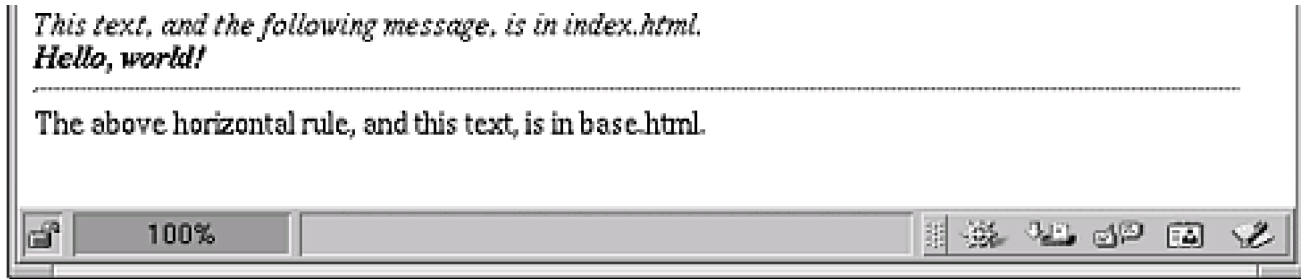 This text, and the following message, is in index.html.
Hello, world!
The above horizontal rule, and this text, is in base.html.
100%